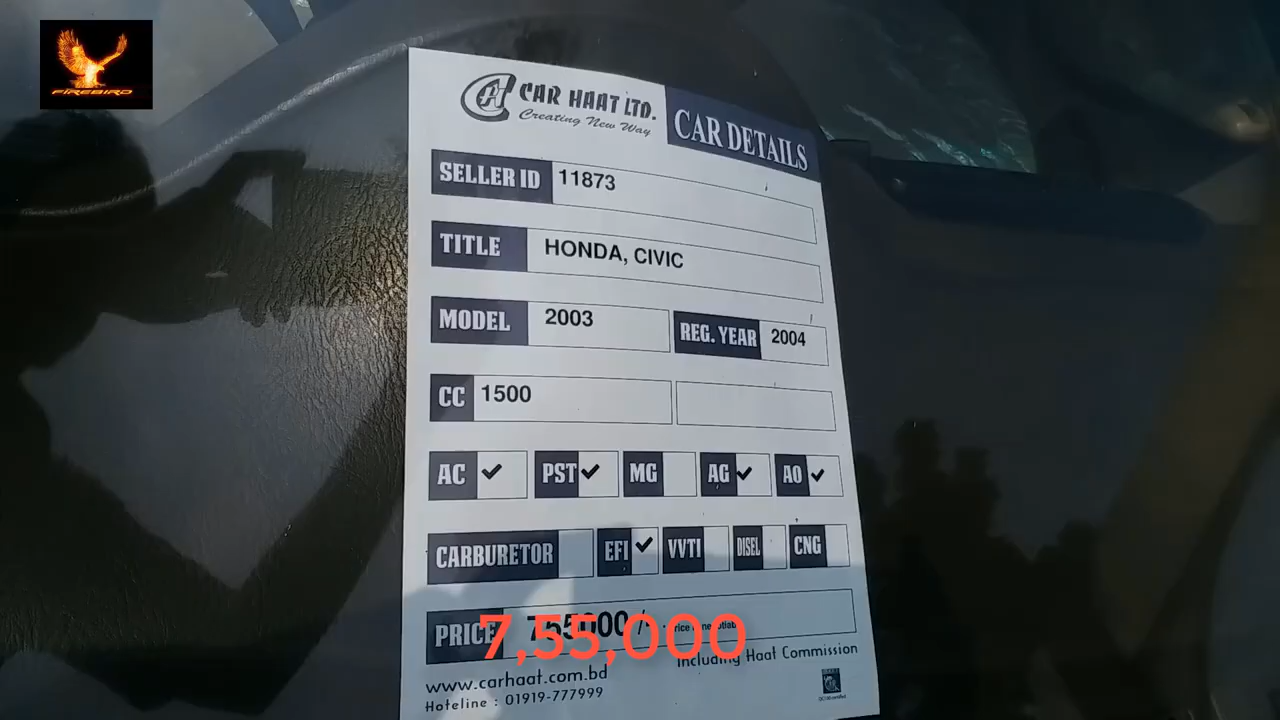 FIREBIRD
CAR HAAT LTD.
Creating New Way
CAR DETAILS
SELLER ID 11873
TITLE HONDA, CIVIC
MODEL 2003 REG. YEAR 2004
CC 1500
AC ✓ PST ✓ MG AG ✓ AO ✓
CARBURETOR EFI ✓ VVTI DISEL CNG
PRICE 755000 /-
7,55,000
Including Haat Commission
www.carhaat.com.bd
Hoteline : 01919-777999